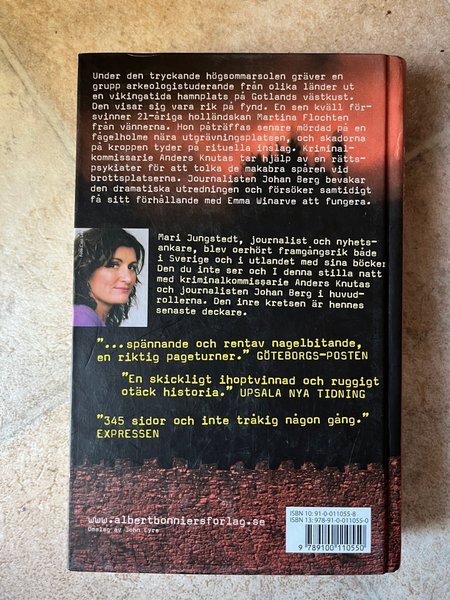 Under den tryckande högsommarsolen gräver en
grupp arkeologistuderande från olika länder ut
en vikingatida hamnplats på Gotlands västkust.
Den visar sig vara rik på fynd. En sen kväll för-
svinner 21-åriga holländskan Martina Flochten
från vännerna. Hon påträffas senare mördad på en
fågelholme nära utgrävningsplatsen, och skadorna
på kroppen tyder på rituella inslag. Kriminal-
kommissarie Anders Knutas tar hjälp av en rätts-
psykiater för att tolka de makabra spåren vid
brottsplatserna. Journalisten Johan Berg bevakar
den dramatiska utredningen och försöker samtidigt
få sitt förhållande med Emma Winarve att fungera.
Mari Jungstedt, journalist och nyhets-
ankare, blev oerhört framgångsrik både
i Sverige och i utlandet med sina böcker
Den du inte ser och I denna stilla natt
med kriminalkommissarie Anders Knutas
och journalisten Johan Berg i huvud-
rollerna. Den inre kretsen är hennes
senaste deckare.
"...spännande och rentav nagelbitande,
en riktig pageturner." GÖTEBORGS-POSTEN
"En skickligt ihoptvinnad och ruggigt
otäck historia." UPSALA NYA TIDNING
"345 sidor och inte tråkig någon gång."
EXPRESSEN
www.albertbonniersforlag.se
Omslag av John Eyre
ISBN 10: 91-0-011055-8
ISBN 13: 978-91-0-011055-0
9 789100 110550